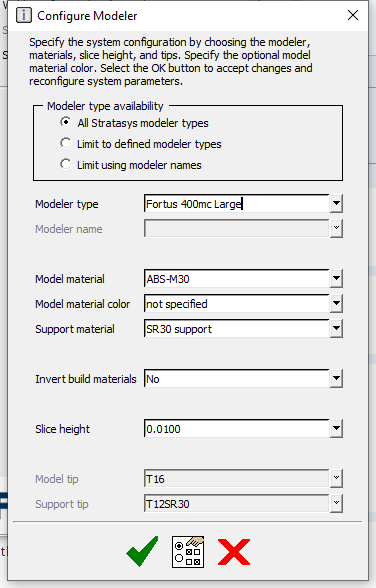 Configure Modeler
Specify the system configuration by choosing the modeler,
materials, slice height, and tips. Specify the optional model
material color. Select the OK button to accept changes and
reconfigure system parameters.
Modeler type availability
All Stratasys modeler types
Limit to defined modeler types
Limit using modeler names
Modeler type Fortus 400mc Large
Modeler name
Model material ABS-M30
Model material color not specified
Support material SR30 support
Invert build materials No
Slice height 0.0100
Model tip T16
Support tip T12SR30